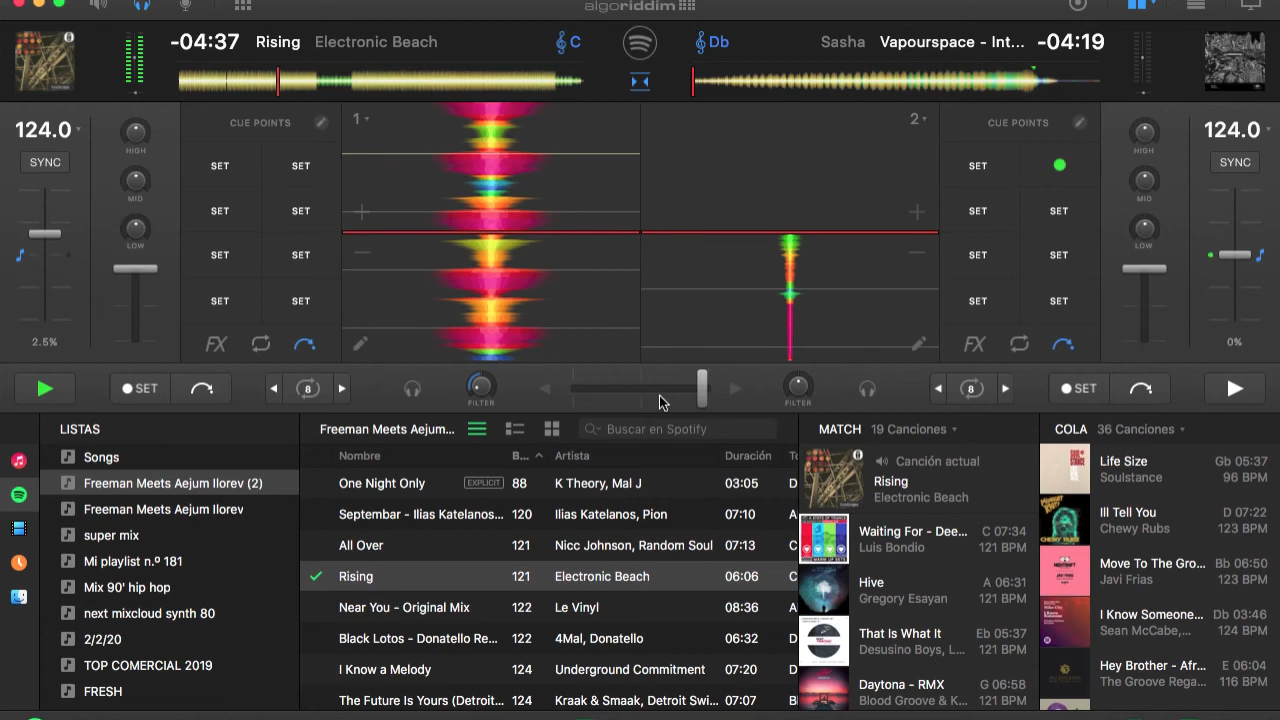 algoriddim
-04:37 Rising Electronic Beach C
Db Sasha Vapourspace - Int... -04:19
124.0
SYNC
HIGH
MID
LOW
2.5%
CUE POINTS
SET SET
SET SET
SET SET
SET SET
FX
1
2
CUE POINTS
SET
SET SET
SET SET
SET SET
FX
HIGH
MID
LOW
124.0
SYNC
0%
SET 8 FILTER FILTER 8 SET
LISTAS
Songs
Freeman Meets Aejum Ilorev (2)
Freeman Meets Aejum Ilorev
super mix
Mi playlist n.º 181
Mix 90' hip hop
next mixcloud synth 80
2/2/20
TOP COMERCIAL 2019
FRESH
Freeman Meets Aejum... Buscar en Spotify
Nombre B... Artista Duración
One Night Only EXPLICIT 88 K Theory, Mal J 03:05 D
Septembar - Ilias Katelanos... 120 Ilias Katelanos, Pion 07:10 A
All Over 121 Nicc Johnson, Random Soul 07:13 D
Rising 121 Electronic Beach 06:06 C
Near You - Original Mix 122 Le Vinyl 08:36 A
Black Lotos - Donatello Re... 122 4Mal, Donatello 06:32 D
I Know a Melody 124 Underground Commitment 07:20 D
The Future Is Yours (Detroit... 124 Kraak & Smaak, Detroit Swi... 07:07
MATCH 19 Canciones
Canción actual
Rising
Electronic Beach
Waiting For - Dee... C 07:34
Luis Bondio 121 BPM
Hive A 06:31
Gregory Esayan 121 BPM
That Is What It Eb 05:37
Desusino Boys, L... 121 BPM
Daytona - RMX G 06:58
Blood Groove & K... 121 BPM
COLA 36 Canciones
Life Size Gb 05:37
Soulstance 96 BPM
Ill Tell You D 07:22
Chewy Rubs 123 BPM
Move To The Gro... Bb 06:50
Javi Frias 123 BPM
I Know Someone... Db 03:46
Sean McCabe,... 124 BPM
Hey Brother - Afr... E 06:04
The Groove Rega... 116 BPM